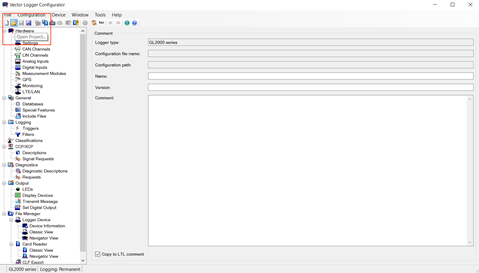 Vector Logger Configurator
File Configuration Device Window Tools Help
Hardware
Comment
Open Project...
Logger type: GL2000 series
Settings
Configuration file name:
CAN Channels
LIN Channels
Configuration path:
Analog Inputs
Digital Inputs
Name:
Measurement Modules
GPS
Version:
Monitoring
LTE/LAN
Comment:
General
Databases
Special Features
Include Files
Logging
Triggers
Filters
Classifications
CCP/XCP
Descriptions
Signal Requests
Diagnostics
Diagnostic Descriptions
Requests
Output
LEDs
Display Devices
Transmit Message
Set Digital Output
File Manager
Logger Device
Device Information
Classic View
Navigator View
Card Reader
Classic View
Navigator View
CLF Export
Copy to LTL comment
GL2000 series Logging: Permanent